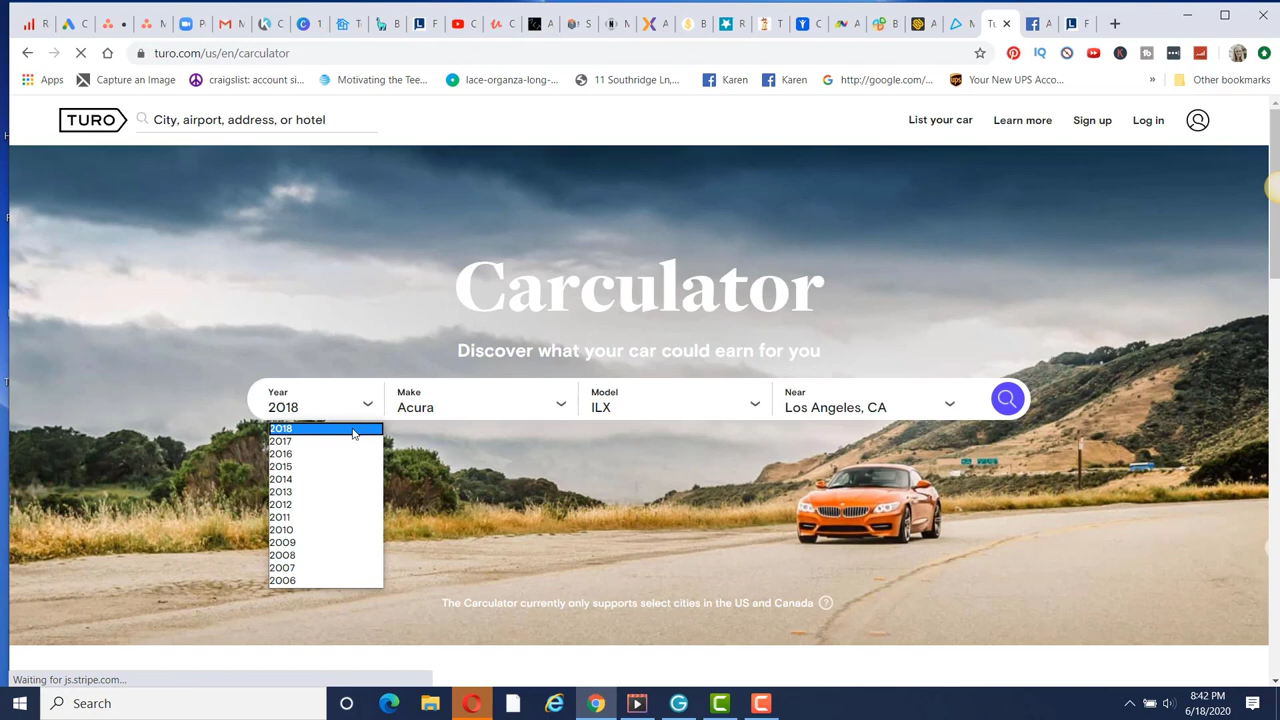 turo.com/us/en/carculator
Apps
Capture an Image
craigslist: account si...
Motivating the Tee...
lace-organza-long-...
11 Southridge Ln,...
Karen
Karen
http://google.com/...
Your New UPS Acco...
»
Other bookmarks
TURO
City, airport, address, or hotel
List your car
Learn more
Sign up
Log in
Carculator
Discover what your car could earn for you
Year
Make
Model
Near
2018
Acura
ILX
Los Angeles, CA
2018
2017
2016
2015
2014
2013
2012
2011
2010
2009
2008
2007
2006
The Carculator currently only supports select cities in the US and Canada ?
Waiting for js.stripe.com...
Search
8:42 PM
6/18/2020